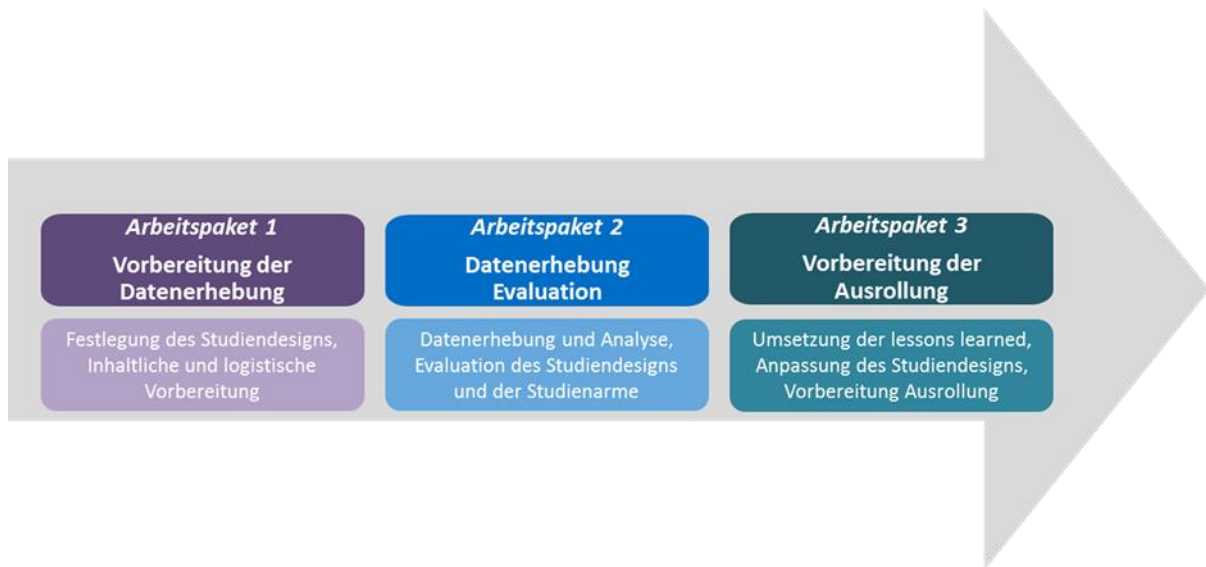 Arbeitspaket 1
Vorbereitung der
Datenerhebung
Festlegung des Studiendesigns,
Inhaltliche und logistische
Vorbereitung
Arbeitspaket 2
Datenerhebung
Evaluation
Datenerhebung und Analyse,
Evaluation des Studiendesigns
und der Studienarme
Arbeitspaket 3
Vorbereitung der
Ausrollung
Umsetzung der lessons learned,
Anpassung des Studiendesigns,
Vorbereitung Ausrollung